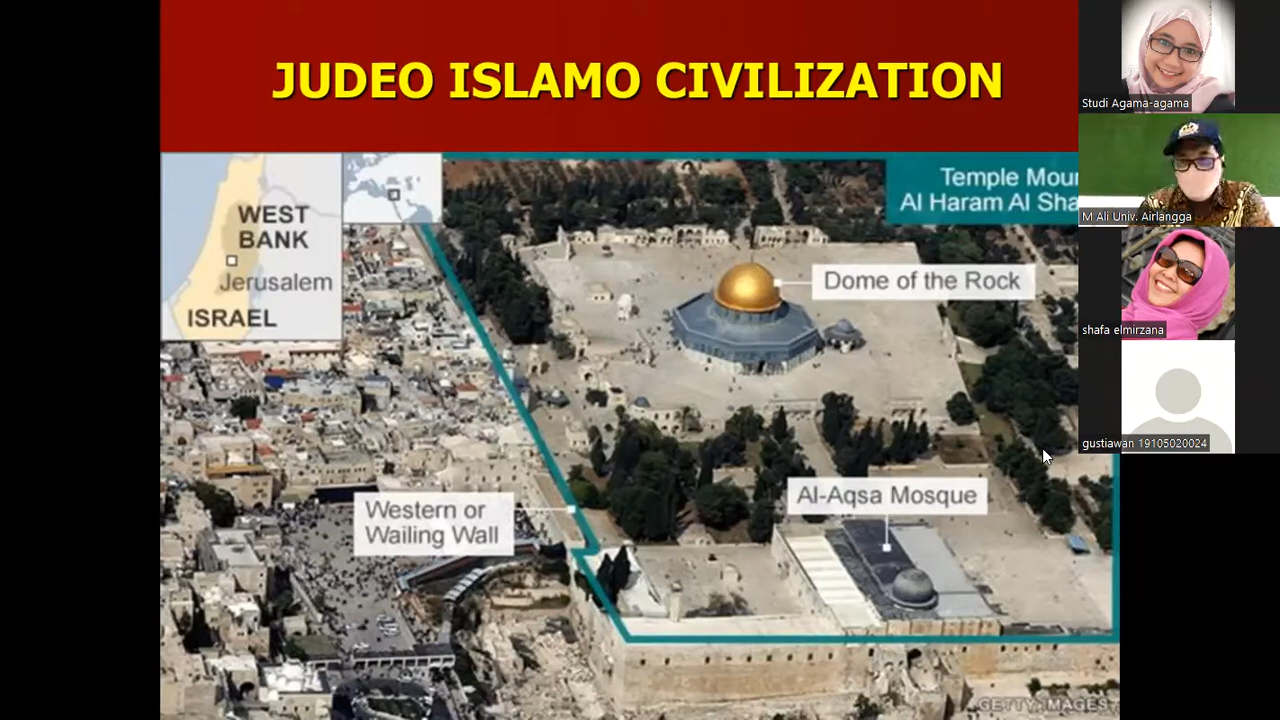 JUDEO ISLAMO CIVILIZATION
WEST
BANK
Jerusalem
ISRAEL
Temple Moun
Al Haram Al Sha
Dome of the Rock
Western or
Wailing Wall
Al-Aqsa Mosque
GETTY IMAGES
Studi Agama-agama
M Ali Univ. Airlangga
shafa elmirzana
gustiawan 19105020024